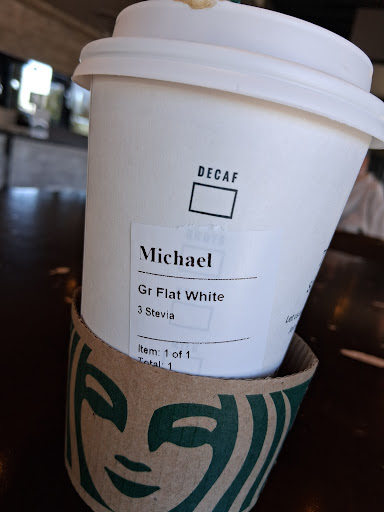 DECAF
Michael
Gr Flat White
3 Stevia
Item: 1 of 1
Total: 1